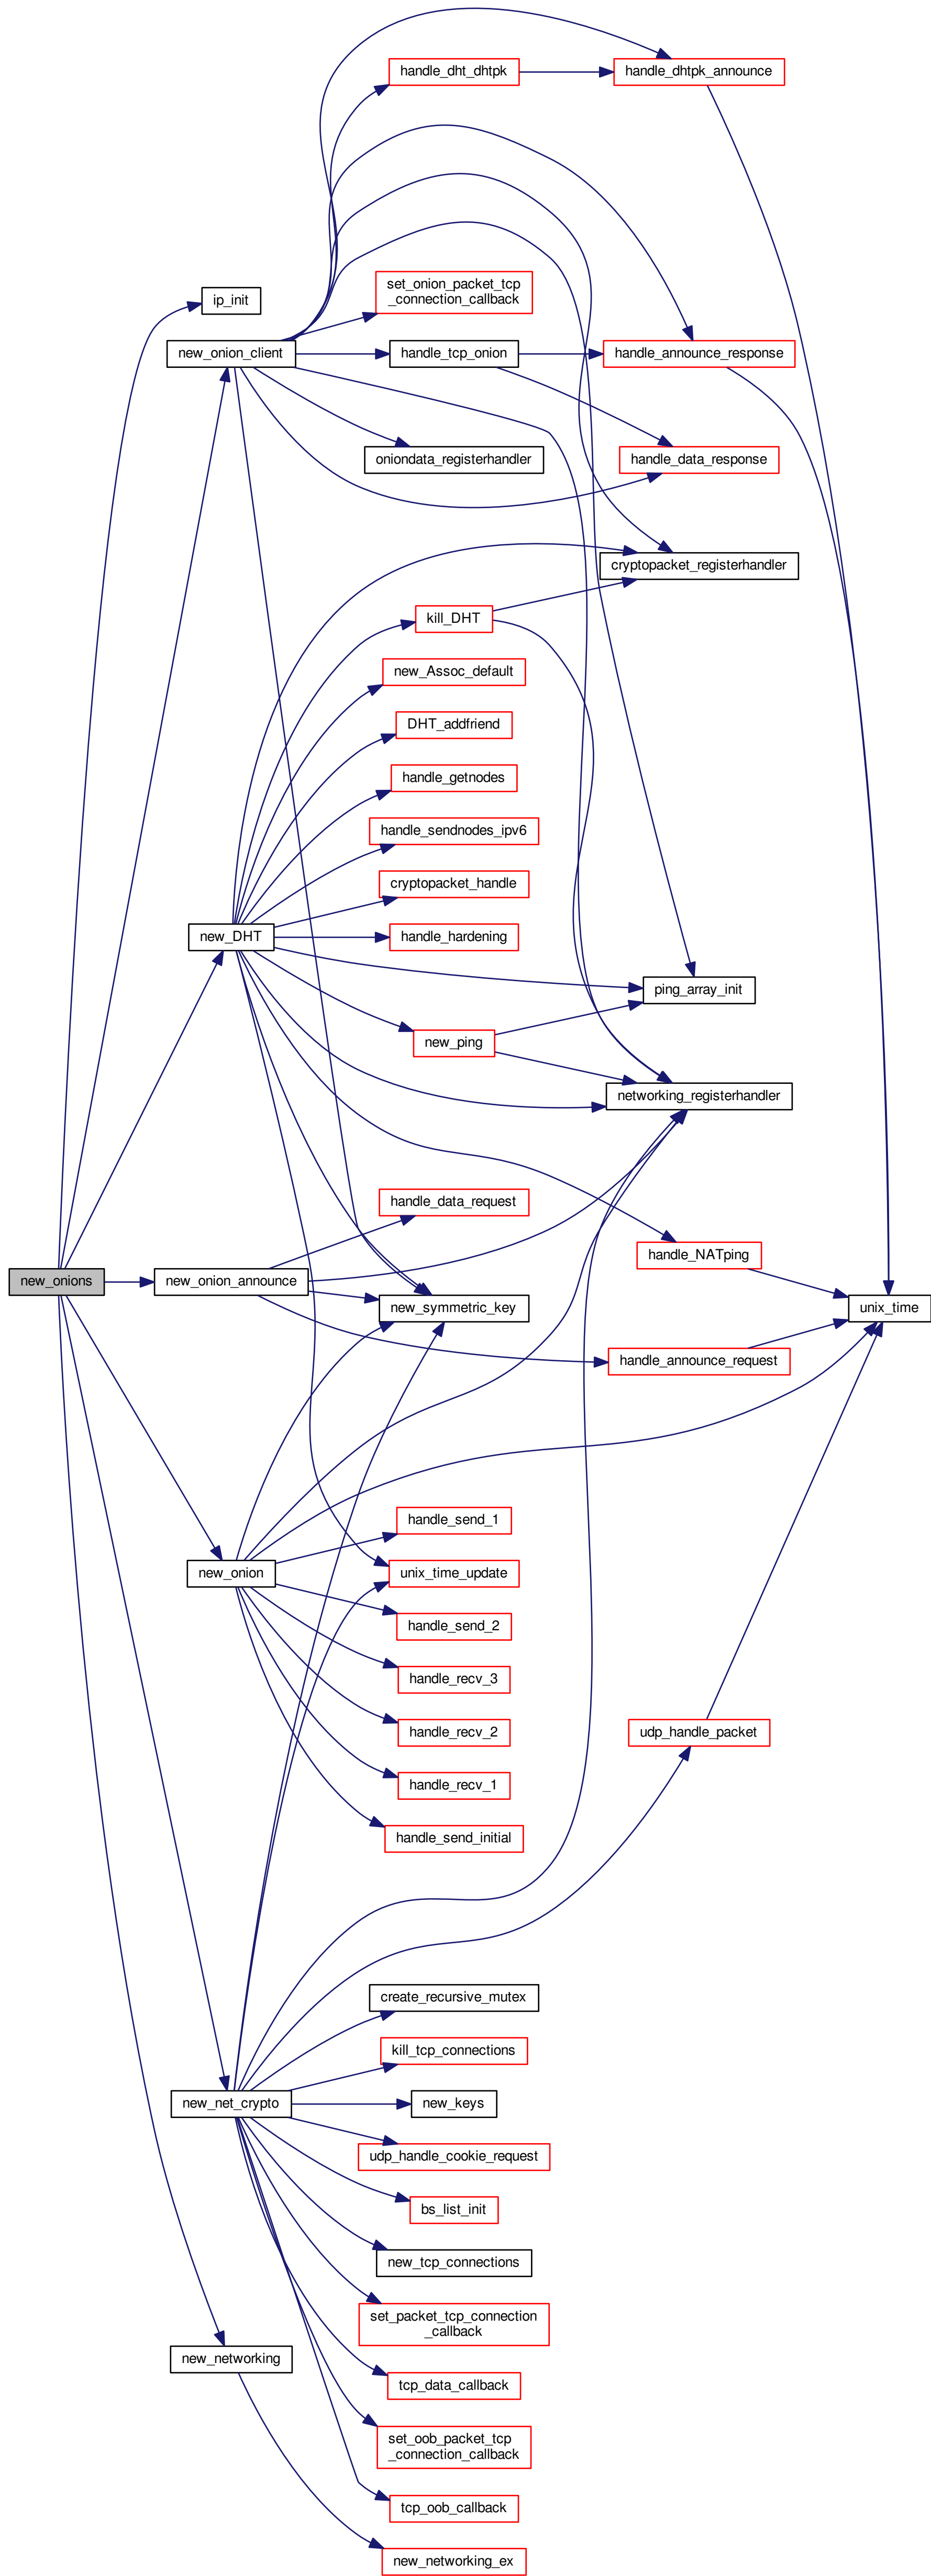 handle_dht_dhtpk
handle_dhtpk_announce
ip_init
set_onion_packet_tcp
_connection_callback
new_onion_client
handle_tcp_onion
handle_announce_response
oniondata_registerhandler
handle_data_response
cryptopacket_registerhandler
kill_DHT
new_Assoc_default
DHT_addfriend
handle_getnodes
handle_sendnodes_ipv6
cryptopacket_handle
new_DHT
handle_hardening
ping_array_init
new_ping
networking_registerhandler
handle_data_request
handle_NATping
new_onions
new_onion_announce
new_symmetric_key
unix_time
handle_announce_request
handle_send_1
new_onion
unix_time_update
handle_send_2
handle_recv_3
handle_recv_2
udp_handle_packet
handle_recv_1
handle_send_initial
create_recursive_mutex
kill_tcp_connections
new_net_crypto
new_keys
udp_handle_cookie_request
bs_list_init
new_tcp_connections
set_packet_tcp_connection
_callback
new_networking
tcp_data_callback
set_oob_packet_tcp
_connection_callback
tcp_oob_callback
new_networking_ex